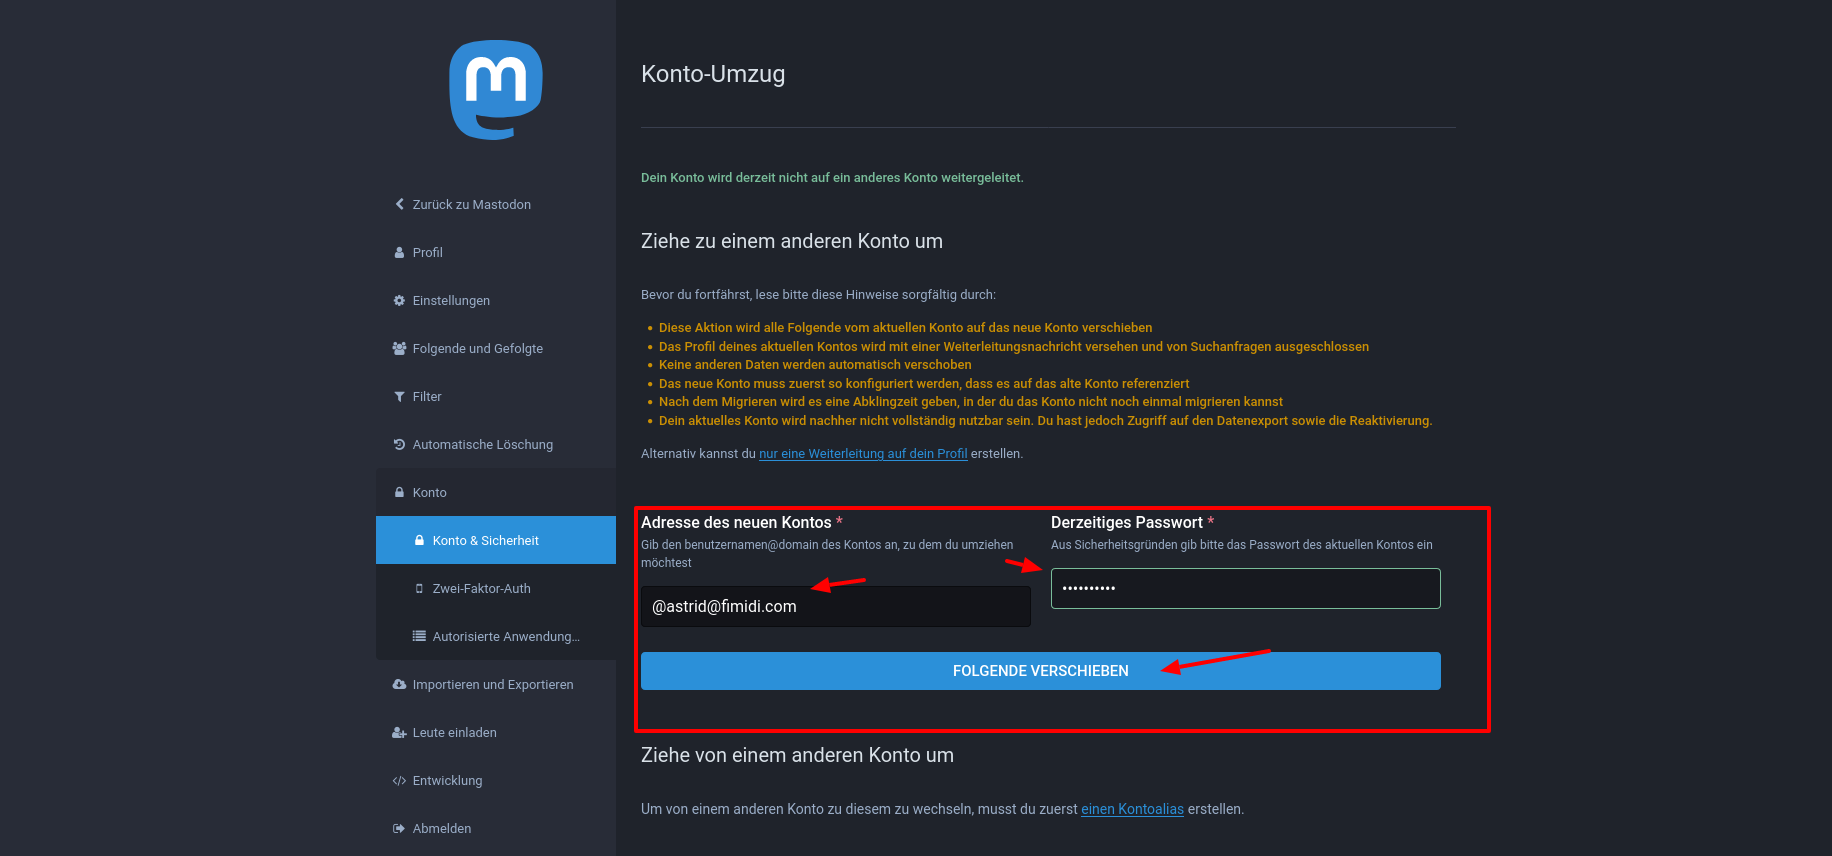 Zurück zu Mastodon
Profil
Einstellungen
Folgende und Gefolgte
Filter
Automatische Löschung
Konto
Konto & Sicherheit
Zwei-Faktor-Auth
Autorisierte Anwendung...
Importieren und Exportieren
Leute einladen
Entwicklung
Abmelden
Konto-Umzug
Dein Konto wird derzeit nicht auf ein anderes Konto weitergeleitet.
Ziehe zu einem anderen Konto um
Bevor du fortfährst, lese bitte diese Hinweise sorgfältig durch:
• Diese Aktion wird alle Folgende vom aktuellen Konto auf das neue Konto verschieben
• Das Profil deines aktuellen Kontos wird mit einer Weiterleitungsnachricht versehen und von Suchanfragen ausgeschlossen
• Keine anderen Daten werden automatisch verschoben
• Das neue Konto muss zuerst so konfiguriert werden, dass es auf das alte Konto referenziert
• Nach dem Migrieren wird es eine Abklingzeit geben, in der du das Konto nicht noch einmal migrieren kannst
• Dein aktuelles Konto wird nachher nicht vollständig nutzbar sein. Du hast jedoch Zugriff auf den Datenexport sowie die Reaktivierung.
Alternativ kannst du nur eine Weiterleitung auf dein Profil erstellen.
Adresse des neuen Kontos *
Gib den benutzernamen@domain des Kontos an, zu dem du umziehen
möchtest
@astrid@fimidi.com
Derzeitiges Passwort *
Aus Sicherheitsgründen gib bitte das Passwort des aktuellen Kontos ein
••••••••••
FOLGENDE VERSCHIEBEN
Ziehe von einem anderen Konto um
Um von einem anderen Konto zu diesem zu wechseln, musst du zuerst einen Kontoalias erstellen.